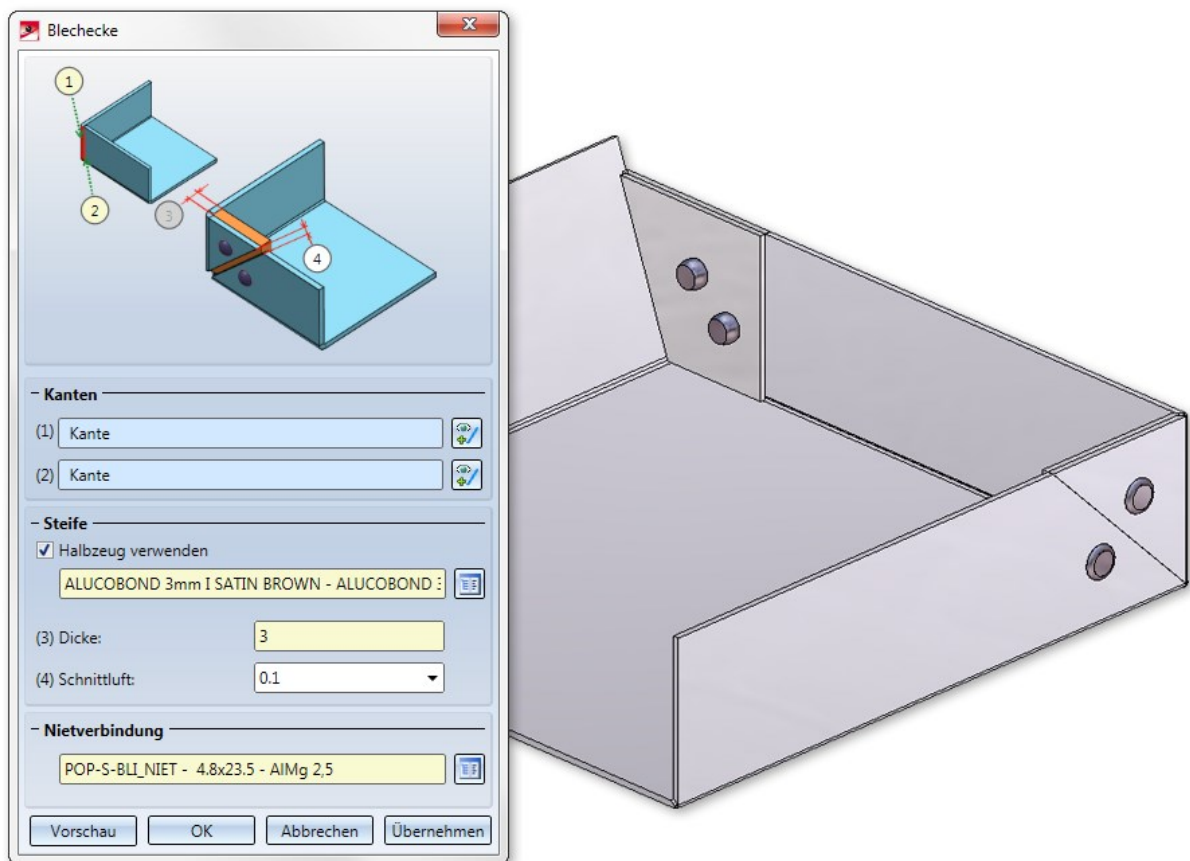 Blechecke
1
2
3
4
Kanten
(1) Kante
(2) Kante
Steife
Halbzeug verwenden
ALUCOBOND 3mm I SATIN BROWN - ALUCOBOND
(3) Dicke: 3
(4) Schnittluft: 0.1
Nietverbindung
POP-S-BLI_NIET - 4.8x23.5 - AlMg 2,5
Vorschau OK Abbrechen Übernehmen